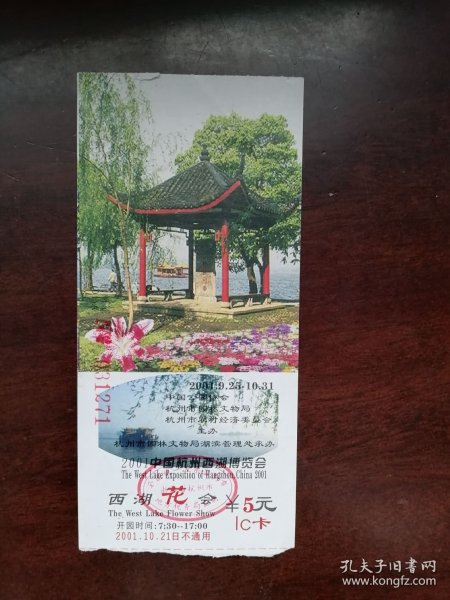 31271
2001.9.25-10.31
中国公园协会
杭州市园林文物局
杭州市 经济委员会
主办
杭州市园林文物局湖滨管理处承办
2001中国杭州西湖博览会
The West Lake Exposition of Hangzhou, China 2001
西湖 花 会 半5元
The West Lake Flower Show IC卡
开园时间:7:30--17:00
2001.10.21日不通用
孔夫子旧书网
www.kongfz.com